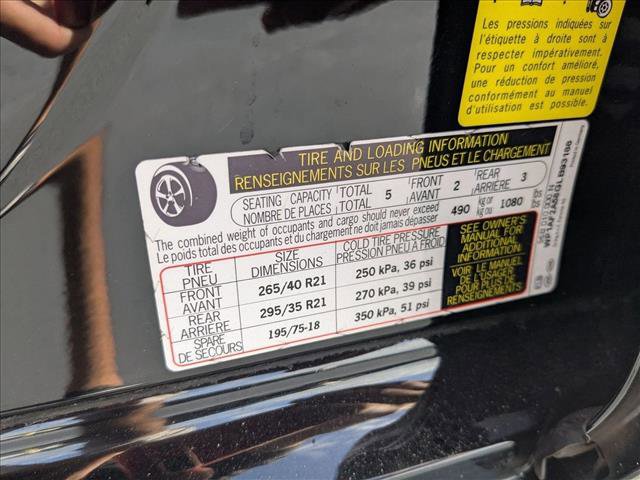 Les pressions indiquées sur
l'étiquette à droite sont à
respecter impérativement.
Pour un confort amélioré,
une réduction de pression
conformément au manuel
d'utilisation est possible.
TIRE AND LOADING INFORMATION
RENSEIGNEMENTS SUR LES PNEUS ET LE CHARGEMENT
SEATING CAPACITY TOTAL 5 FRONT 2 REAR 3
NOMBRE DE PLACES TOTAL AVANT ARRIÈRE
The combined weight of occupants and cargo should never exceed 490 kg or 1080
Le poids total des occupants et du chargement ne doit jamais dépasser kg ou
TIRE SIZE COLD TIRE PRESSURE
PNEU DIMENSIONS PRESSION PNEU À FROID
FRONT 265/40 R21 250 kPa, 36 psi
AVANT
REAR 295/35 R21 270 kPa, 39 psi
ARRIÈRE
SPARE 195/75-18 350 kPa, 51 psi
DE SECOURS
SEE OWNER'S
MANUAL FOR
ADDITIONAL
INFORMATION
VOIR LE MANUEL
DE L'USAGER
POUR PLUS DE
RENSEIGNEMENTS